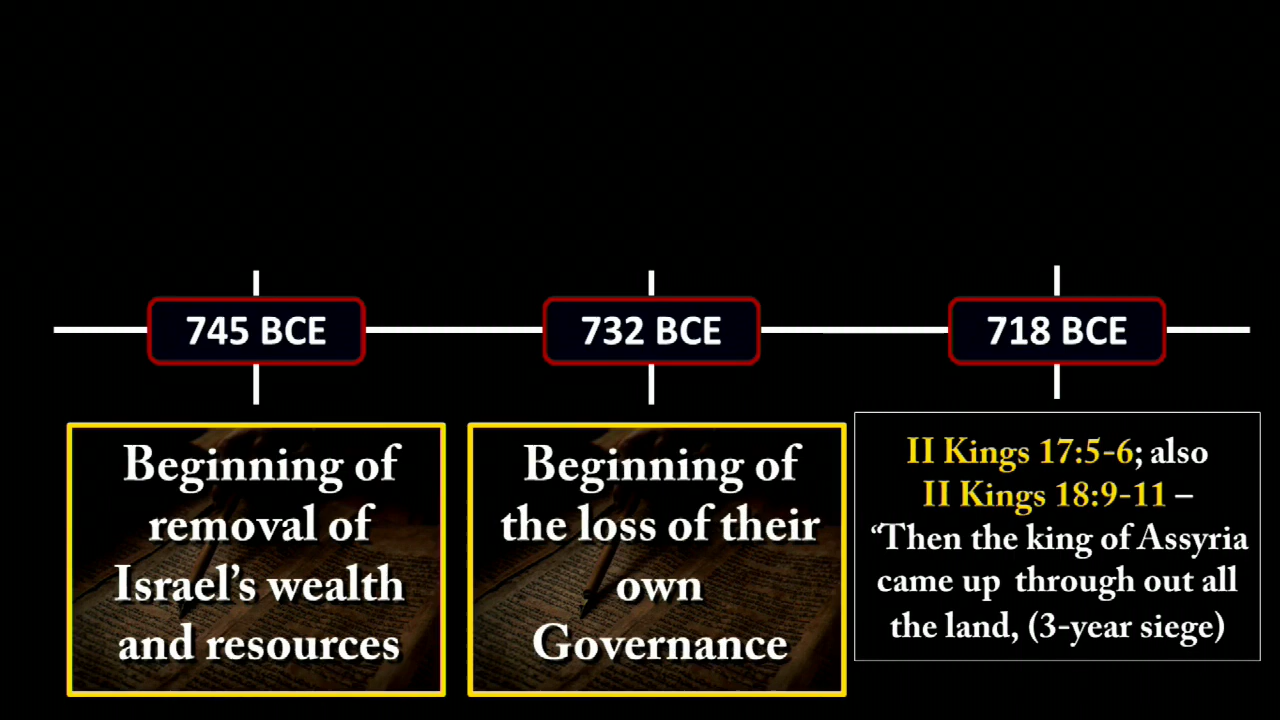 745 BCE
732 BCE
718 BCE
Beginning of
removal of
Israel's wealth
and resources
Beginning of
the loss of their
own
Governance
II Kings 17:5-6; also
II Kings 18:9-11 –
“Then the king of Assyria
came up through out all
the land, (3-year siege)